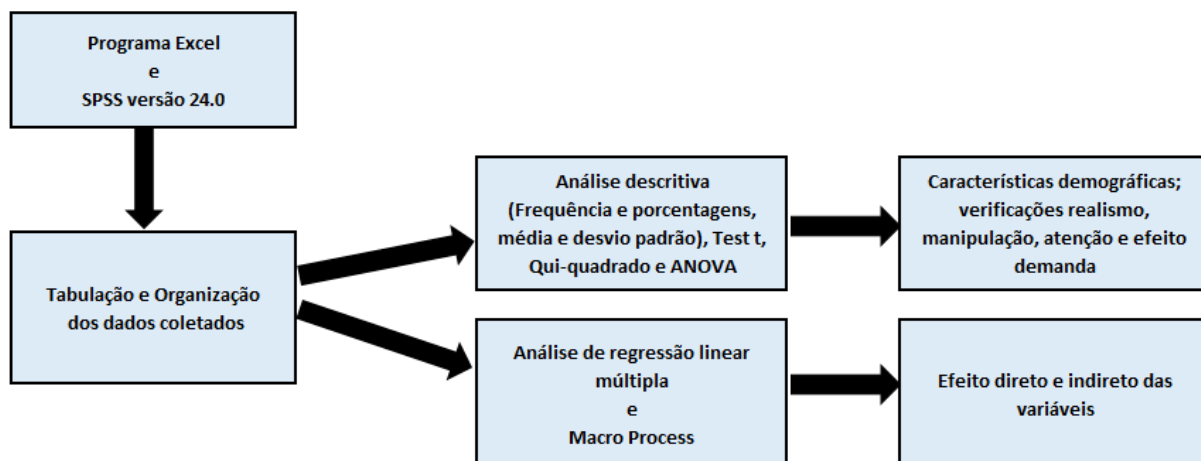 Programa Excel
e
SPSS versão 24.0
Tabulação e Organização
dos dados coletados
Análise descritiva
(Frequência e porcentagens,
média e desvio padrão), Test t,
Qui-quadrado e ANOVA
Características demográficas;
verificações realismo,
manipulação, atenção e efeito
demanda
Análise de regressão linear
múltipla
e
Macro Process
Efeito direto e indireto das
variáveis